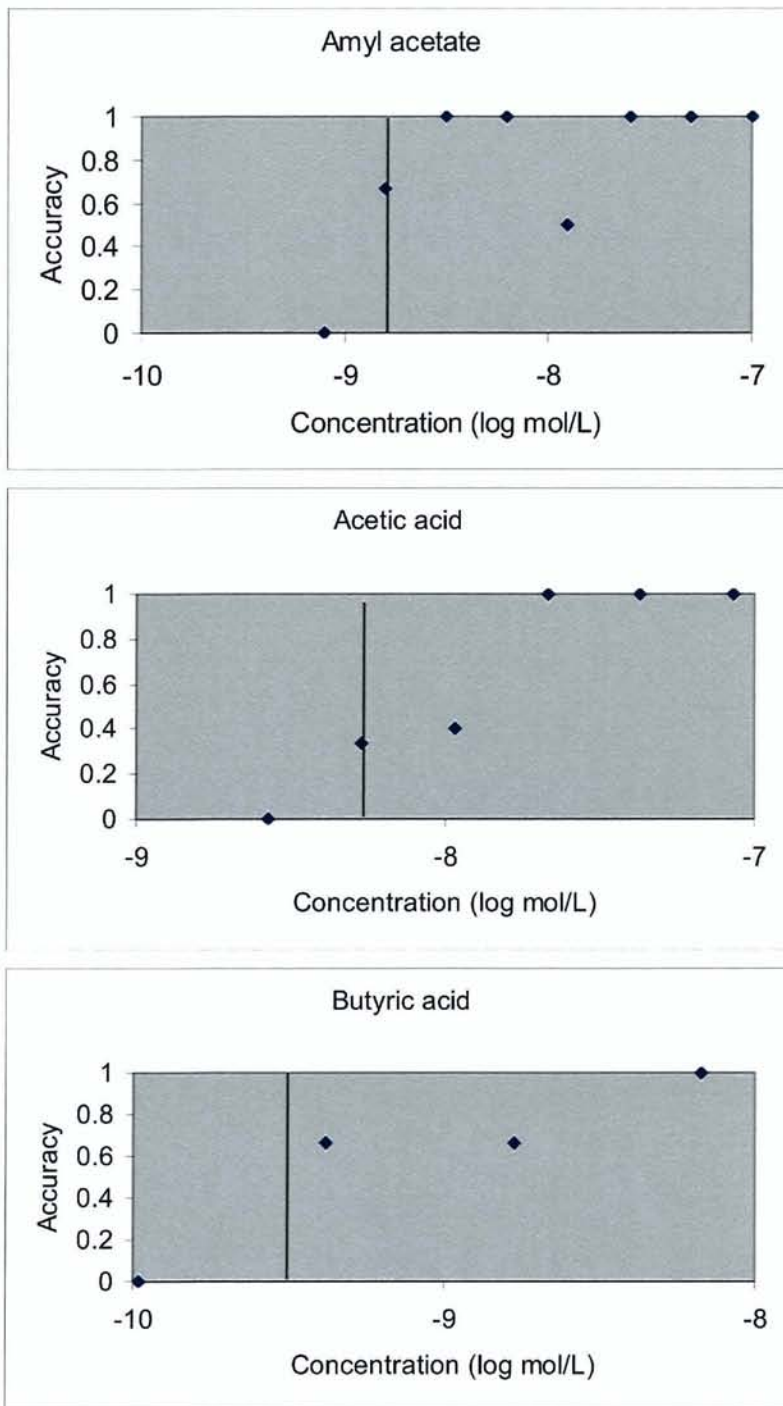 Amyl acetate
1
0.8
0.6
0.4
0.2
0
Accuracy
-10 -9 -8 -7
Concentration (log mol/L)
Acetic acid
1
0.8
0.6
0.4
0.2
0
Accuracy
-9 -8 -7
Concentration (log mol/L)
Butyric acid
1
0.8
0.6
0.4
0.2
0
Accuracy
-10 -9 -8
Concentration (log mol/L)